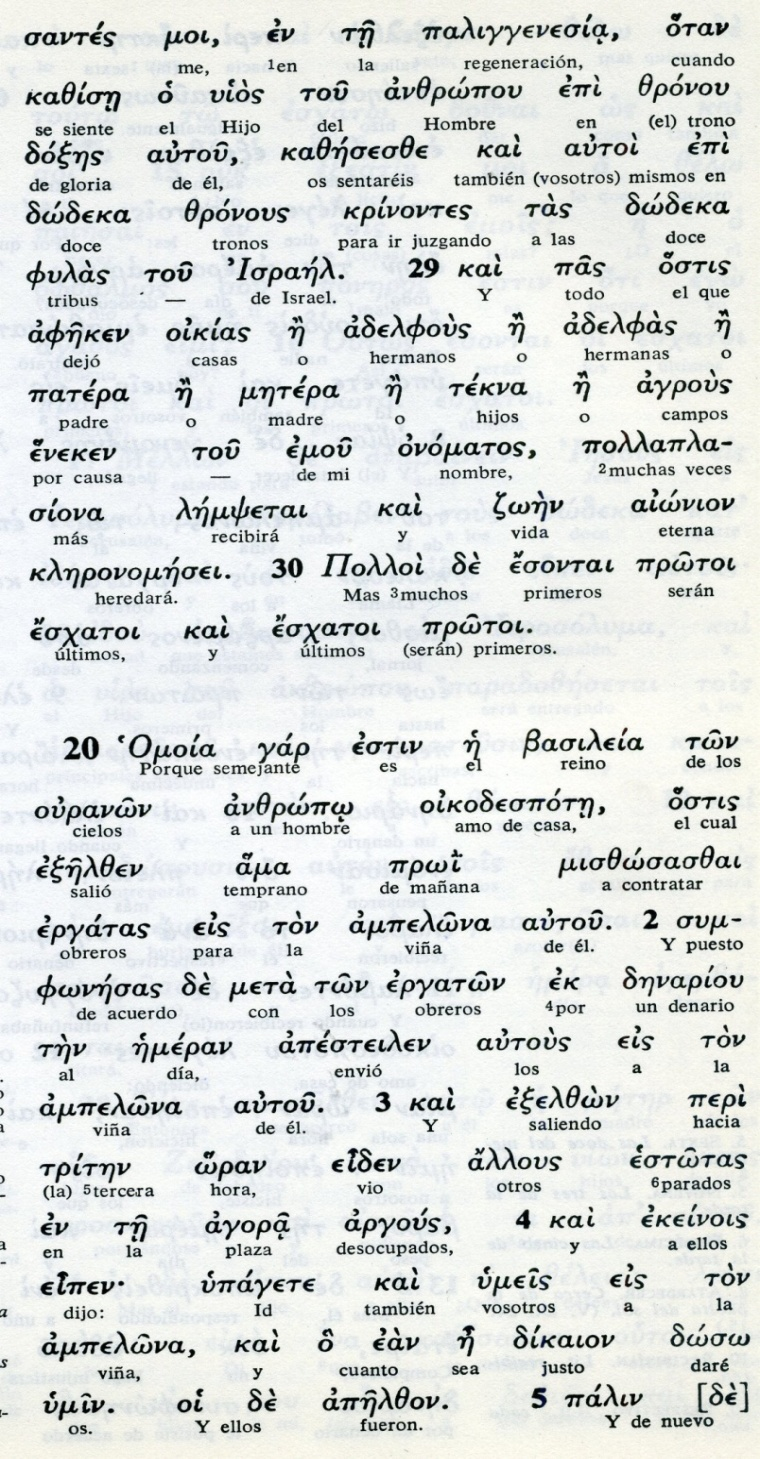 σαντές μοι, ἐν τῇ παλιγγενεσίᾳ, ὅταν
me, ¹en la regeneración, cuando
καθίσῃ ὁ υἱὸς τοῦ ἀνθρώπου ἐπὶ θρόνου
se siente el Hijo del Hombre en (el) trono
δόξης αὐτοῦ, καθήσεσθε καὶ αὐτοὶ ἐπὶ
de gloria de él, os sentaréis también (vosotros) mismos en
δώδεκα θρόνους κρίνοντες τὰς δώδεκα
doce tronos para ir juzgando a las doce
φυλὰς τοῦ Ἰσραήλ. 29 καὶ πᾶς ὅστις
tribus — de Israel. Y todo el que
ἀφῆκεν οἰκίας ἢ ἀδελφοὺς ἢ ἀδελφὰς ἢ
dejó casas o hermanos o hermanas o
πατέρα ἢ μητέρα ἢ τέκνα ἢ ἀγροὺς
padre o madre o hijos o campos
ἕνεκεν τοῦ ἐμοῦ ὀνόματος, πολλαπλα-
por causa — de mi nombre, ²muchas veces
σίονα λήμψεται καὶ ζωὴν αἰώνιον
más recibirá y vida eterna
κληρονομήσει. 30 Πολλοὶ δὲ ἔσονται πρῶτοι
heredará. Mas ³muchos primeros serán
ἔσχατοι καὶ ἔσχατοι πρῶτοι.
últimos, y últimos (serán) primeros.
20 Ὁμοία γάρ ἐστιν ἡ βασιλεία τῶν
Porque semejante es el reino de los
οὐρανῶν ἀνθρώπῳ οἰκοδεσπότῃ, ὅστις
cielos a un hombre amo de casa, el cual
ἐξῆλθεν ἅμα πρωῒ μισθώσασθαι
salió temprano de mañana a contratar
ἐργάτας εἰς τὸν ἀμπελῶνα αὐτοῦ. 2 συμ-
obreros para la viña de él. Y puesto
φωνήσας δὲ μετὰ τῶν ἐργατῶν ἐκ δηναρίου
de acuerdo con los obreros ⁴por un denario
τὴν ἡμέραν ἀπέστειλεν αὐτοὺς εἰς τὸν
al día, envió los a la
ἀμπελῶνα αὐτοῦ. 3 καὶ ἐξελθὼν περὶ
viña de él. Y saliendo hacia
τρίτην ὥραν εἶδεν ἄλλους ἑστῶτας
(la) ⁵tercera hora, vio otros ⁶parados
ἐν τῇ ἀγορᾷ ἀργούς, 4 καὶ ἐκείνοις
en la plaza desocupados, y a ellos
εἶπεν· ὑπάγετε καὶ ὑμεῖς εἰς τὸν
dijo: Id también vosotros a la
ἀμπελῶνα, καὶ ὃ ἐὰν ᾖ δίκαιον δώσω
viña, y cuanto sea justo daré
ὑμῖν. οἱ δὲ ἀπῆλθον. 5 πάλιν [δὲ]
os. Y ellos fueron. Y de nuevo